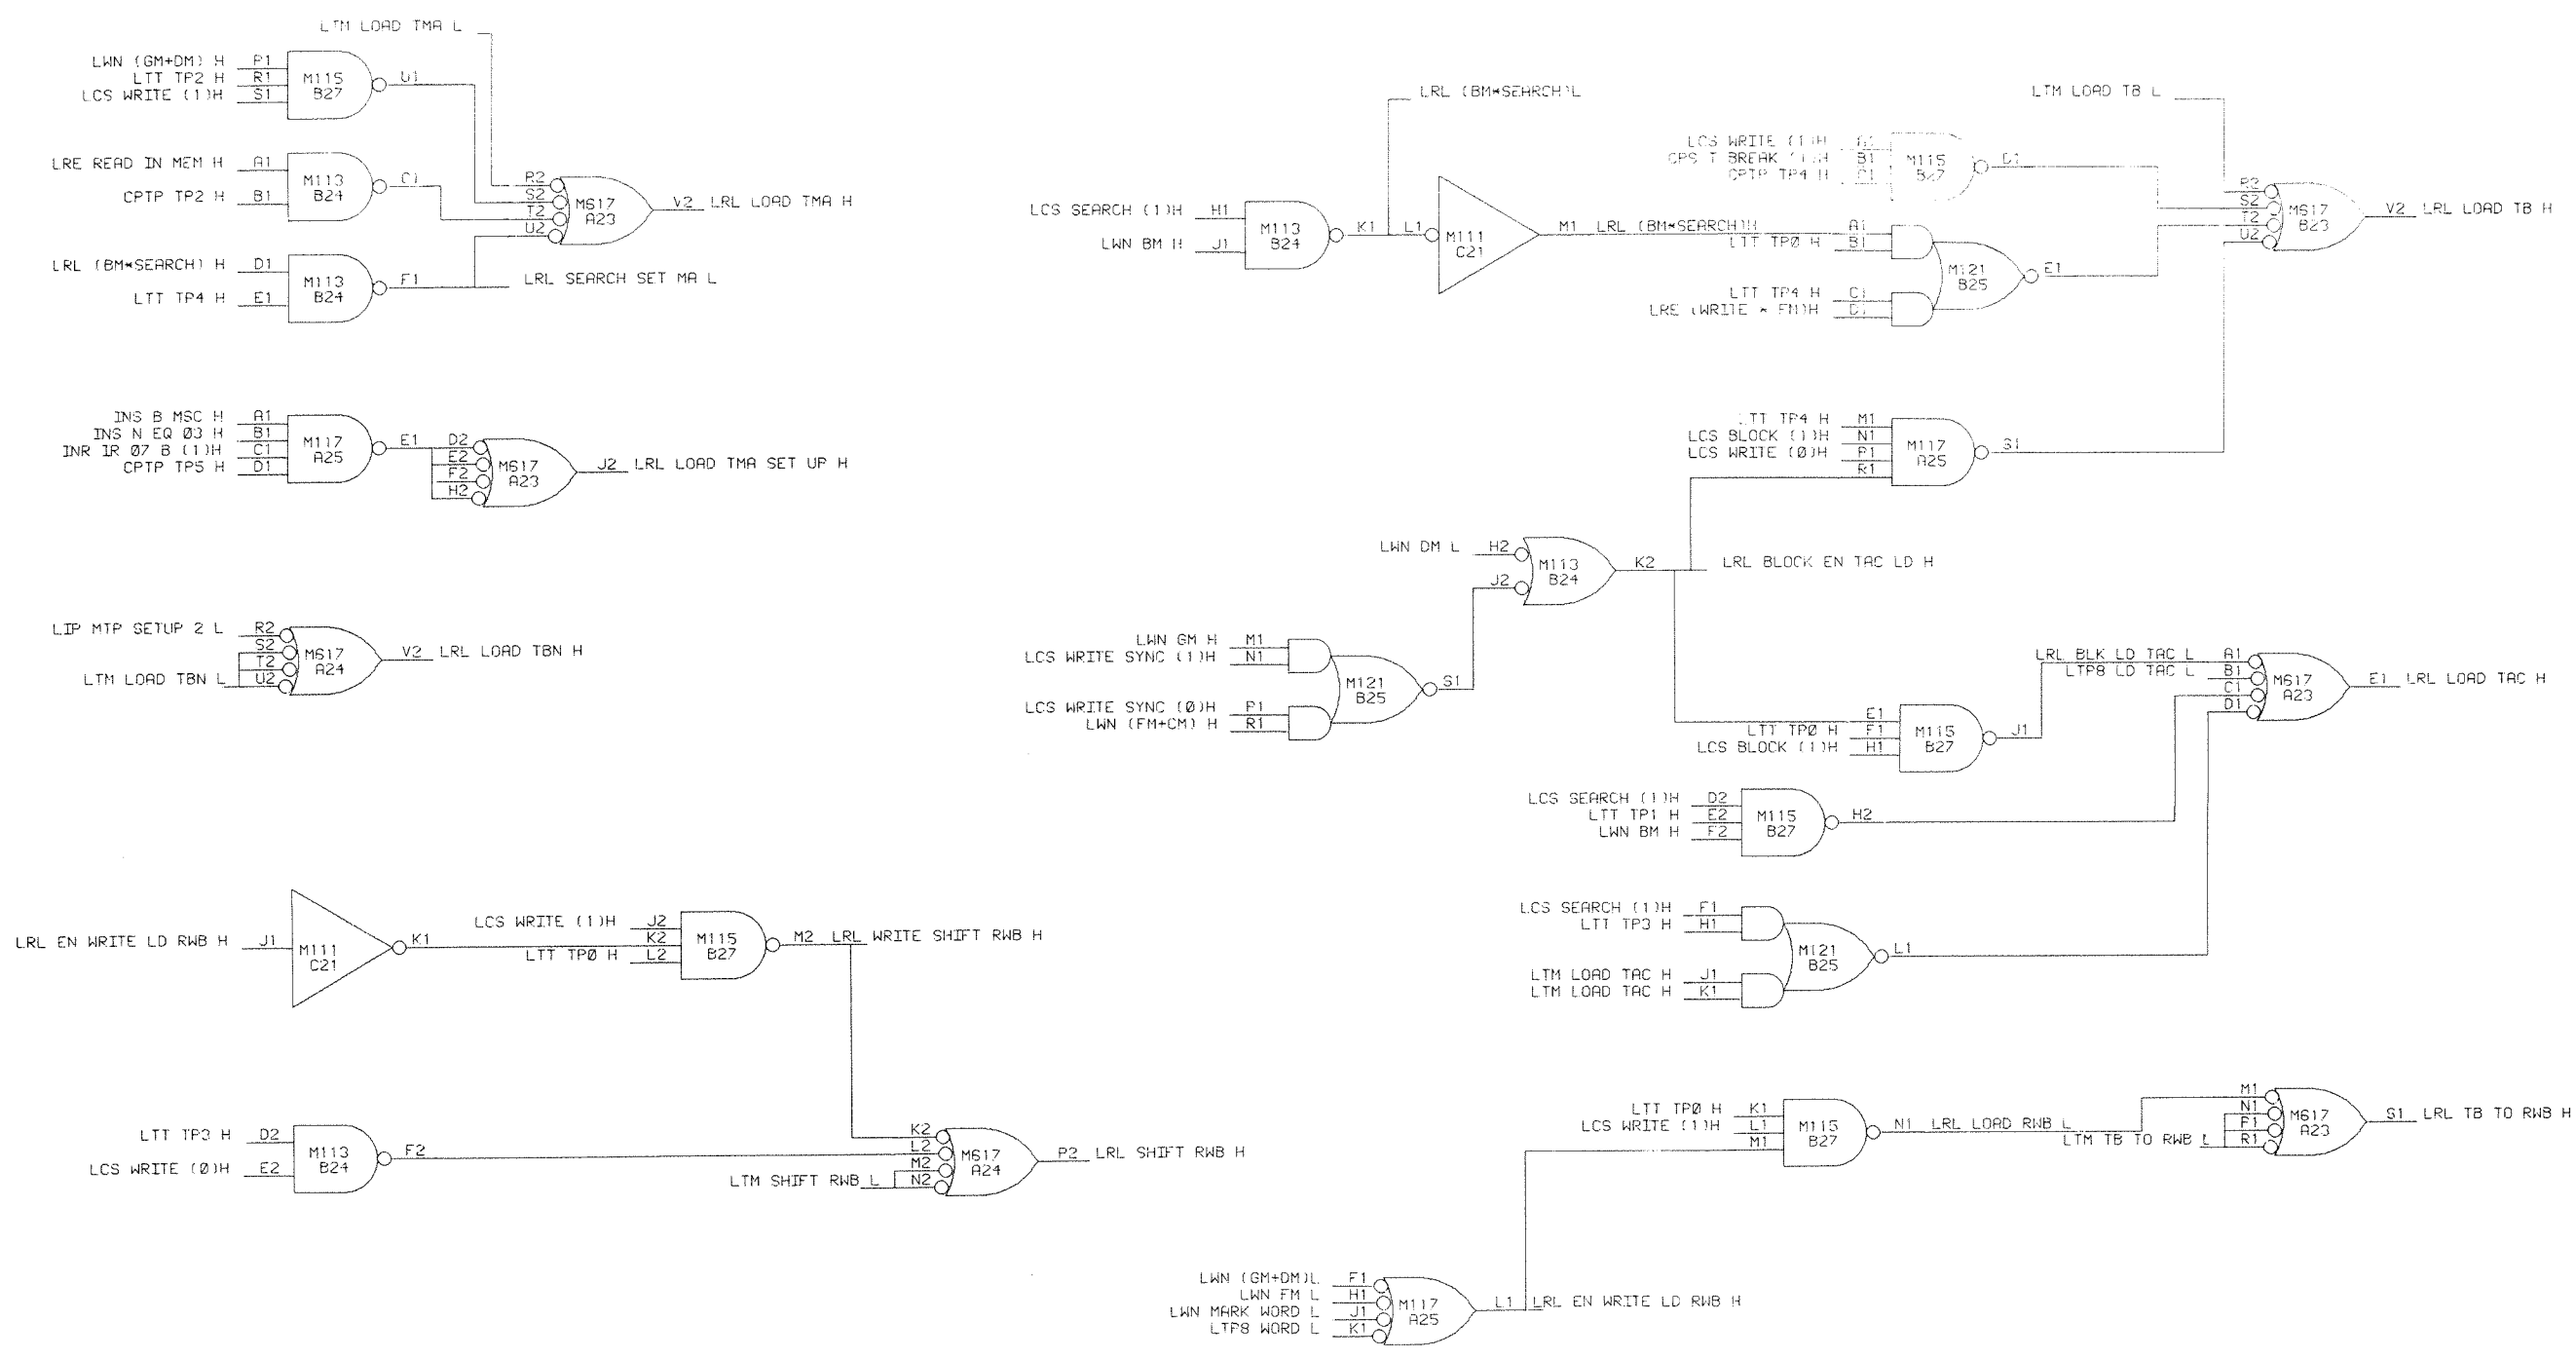 LTM LOAD TMA L
LWN (GM+DM) H P1
LTT TP2 H R1
LCS WRITE (1)H S1
M115
B27
U1
LRE READ IN MEM H A1
CPTP TP2 H B1
M113
B24
C1
LRL (BM*SEARCH) H D1
LTT TP4 H E1
M113
B24
F1 LRL SEARCH SET MA L
R2
S2
T2
U2
M617
A23
V2 LRL LOAD TMA H
INS B MSC H A1
INS N EQ 03 H B1
INR IR 07 B (1)H C1
CPTP TP5 H D1
M117
A25
E1
D2
E2
F2
H2
M617
A23
J2 LRL LOAD TMA SET UP H
LIP MTP SETUP 2 L R2
S2
T2
LTM LOAD TBN L U2
M617
A24
V2 LRL LOAD TBN H
LRL EN WRITE LD RWB H J1
M111
C21
K1
LCS WRITE (1)H J2
K2
LTT TP0 H L2
M115
B27
M2 LRL WRITE SHIFT RWB H
LTT TP3 H D2
LCS WRITE (0)H E2
M113
B24
F2
K2
L2
M2
LTM SHIFT RWB L N2
M617
A24
P2 LRL SHIFT RWB H
LRL (BM*SEARCH)L
LCS SEARCH (1)H H1
LWN BM H J1
M113
B24
K1
L1
M111
C21
M1 LRL (BM*SEARCH)H A1
LTT TP0 H B1
LTT TP4 H C1
LRE (WRITE * FM)H D1
M121
B25
E1
LCS WRITE (1)H A1
CPS T BREAK (1)H B1
CPTP TP4 H C1
M115
B27
D1
LTM LOAD TB L
R2
S2
T2
U2
M617
B23
V2 LRL LOAD TB H
LTT TP4 H M1
LCS BLOCK (1)H N1
LCS WRITE (0)H P1
R1
M117
A25
S1
LWN DM L H2
J2
M113
B24
K2 LRL BLOCK EN TAC LD H
LWN GM H M1
LCS WRITE SYNC (1)H N1
LCS WRITE SYNC (0)H P1
LWN (FM+CM) H R1
M121
B25
S1
E1
LTT TP0 H F1
LCS BLOCK (1)H H1
M115
B27
J1
LRL BLK LD TAC L A1
LTP8 LD TAC L B1
C1
D1
M617
A23
E1 LRL LOAD TAC H
LCS SEARCH (1)H D2
LTT TP1 H E2
LWN BM H F2
M115
B27
H2
LCS SEARCH (1)H F1
LTT TP3 H H1
LTM LOAD TAC H J1
LTM LOAD TAC H K1
M121
B25
L1
LTT TP0 H K1
LCS WRITE (1)H L1
M1
M115
B27
N1 LRL LOAD RWB L
LTM TB TO RWB L
M1
N1
P1
R1
M617
A23
S1 LRL TB TO RWB H
LWN (GM+DM)L F1
LWN FM L H1
LWN MARK WORD L J1
LTP8 WORD L K1
M117
A25
L1 LRL EN WRITE LD RWB H